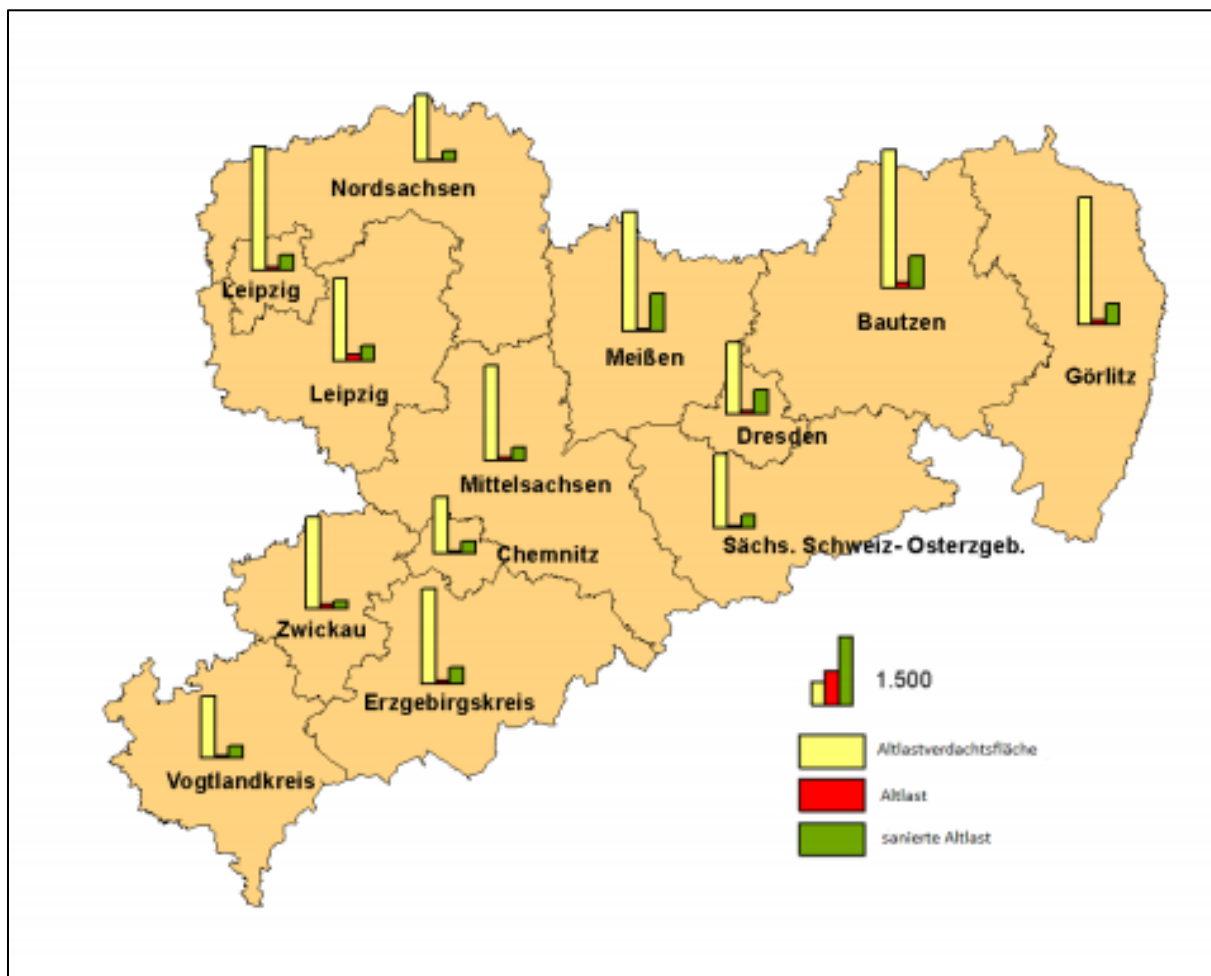 Nordsachsen
Leipzig
Leipzig
Meißen
Bautzen
Görlitz
Dresden
Mittelsachsen
Sächs. Schweiz- Osterzgeb.
Chemnitz
Zwickau
Erzgebirgskreis
Vogtlandkreis
1.500
Altlastverdachtsfläche
Altlast
sanierte Altlast